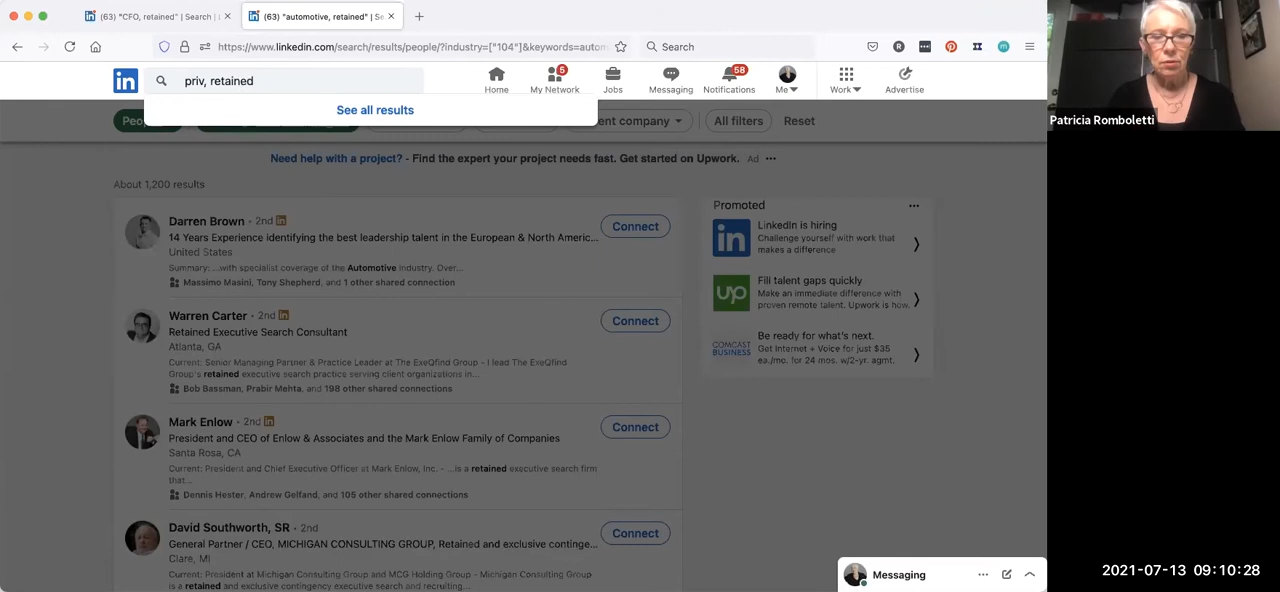 (63) "CFO, retained" | Search |
(63) "automotive, retained" | Se
https://www.linkedin.com/search/results/people/?industry=["104"]&keywords=autom
Search
priv, retained
See all results
Home
My Network
5
Jobs
Messaging
Notifications
58
Me
Work
Advertise
ent company
All filters
Reset
Need help with a project? - Find the expert your project needs fast. Get started on Upwork. Ad
About 1,200 results
Darren Brown • 2nd
14 Years Experience identifying the best leadership talent in the European & North Americ...
United States
Summary: ...with specialist coverage of the Automotive industry. Over...
Massimo Masini, Tony Shepherd, and 1 other shared connection
Connect
Warren Carter • 2nd
Retained Executive Search Consultant
Atlanta, GA
Current: Senior Managing Partner & Practice Leader at The ExeQfind Group - I lead The ExeQfind
Group's retained executive search practice serving client organizations in...
Bob Bassman, Prabir Mehta, and 198 other shared connections
Connect
Mark Enlow • 2nd
President and CEO of Enlow & Associates and the Mark Enlow Family of Companies
Santa Rosa, CA
Current: President and Chief Executive Officer at Mark Enlow, Inc. - ...is a retained executive search firm
that...
Dennis Hester, Andrew Gelfand, and 105 other shared connections
Connect
David Southworth, SR • 2nd
General Partner / CEO, MICHIGAN CONSULTING GROUP, Retained and exclusive continge...
Clare, MI
Current: President at Michigan Consulting Group and MCG Holding Group - Michigan Consulting Group
is a retained and exclusive contingency search and recruiting...
Connect
Promoted
LinkedIn is hiring
Challenge yourself with work that
makes a difference
Fill talent gaps quickly
Make an immediate difference with
proven remote talent. Upwork is how.
COMCAST
BUSINESS
Be ready for what's next.
Get Internet + Voice for just $35
ea./mo. for 24 mos. w/2-yr. agmt.
Messaging
Patricia Romboletti
2021-07-13 09:10:28